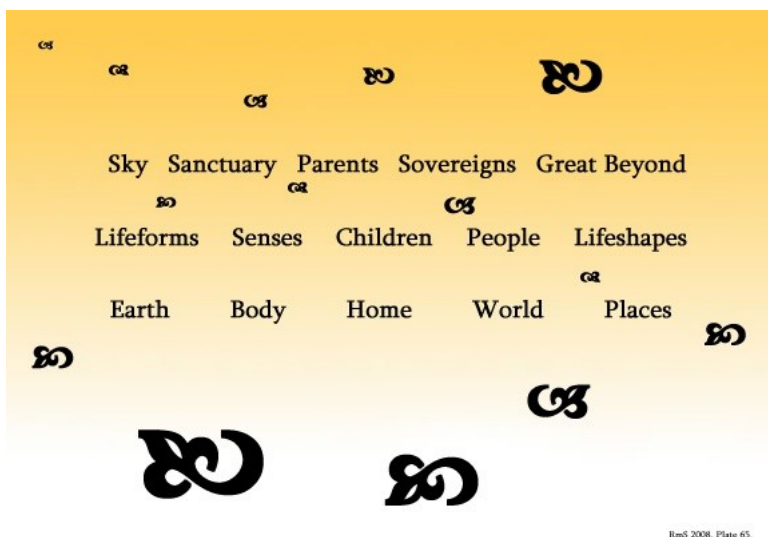 Sky Sanctuary Parents Sovereigns Great Beyond
Lifeforms Senses Children People Lifeshapes
Earth Body Home World Places
RmS 2008. Plate 65.